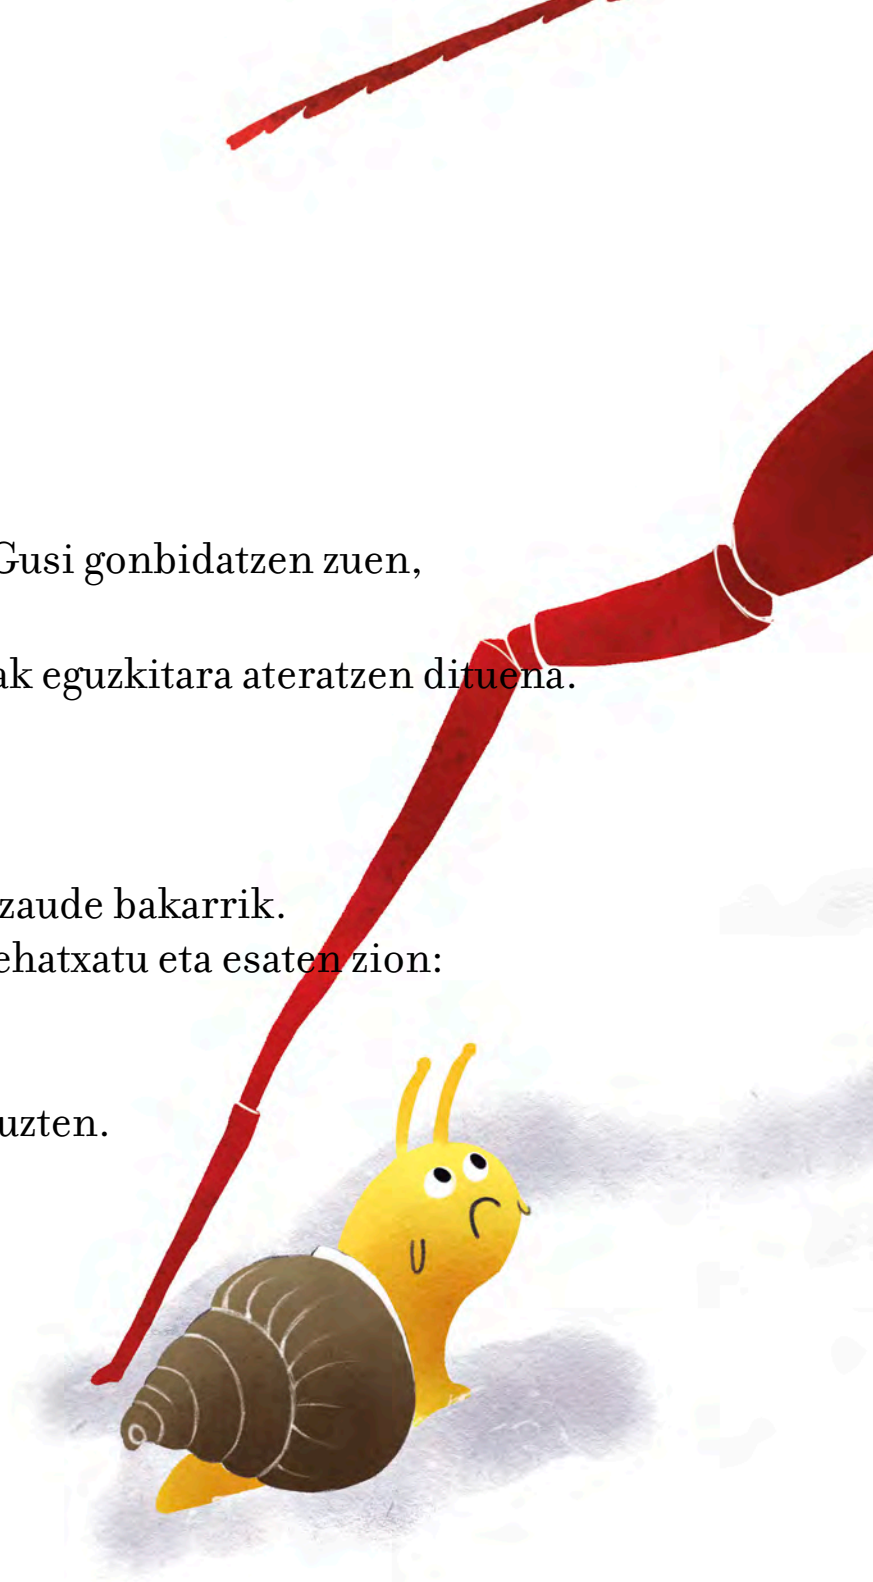 Gusi gonbidatzen zuen,
ak eguzkitara ateratzen dituena.
zaude bakarrik.
ehatxatu eta esaten zion:
uzten.